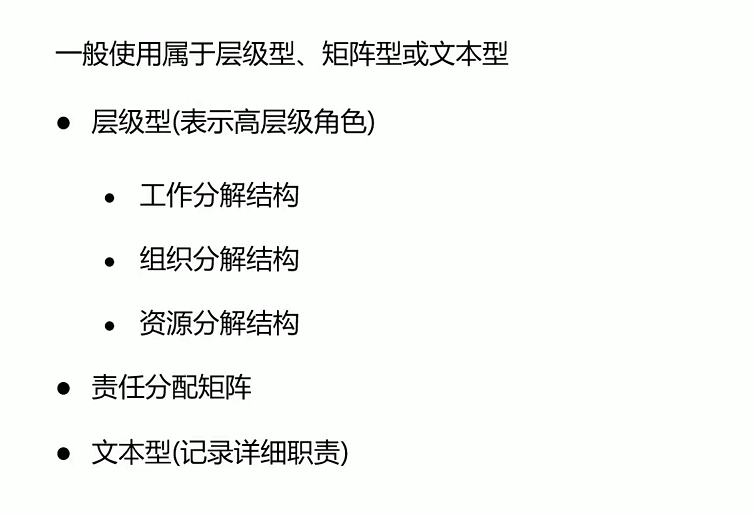 一般使用属于层级型、矩阵型或文本型
● 层级型(表示高层级角色)
● 工作分解结构
● 组织分解结构
● 资源分解结构
● 责任分配矩阵
● 文本型(记录详细职责)